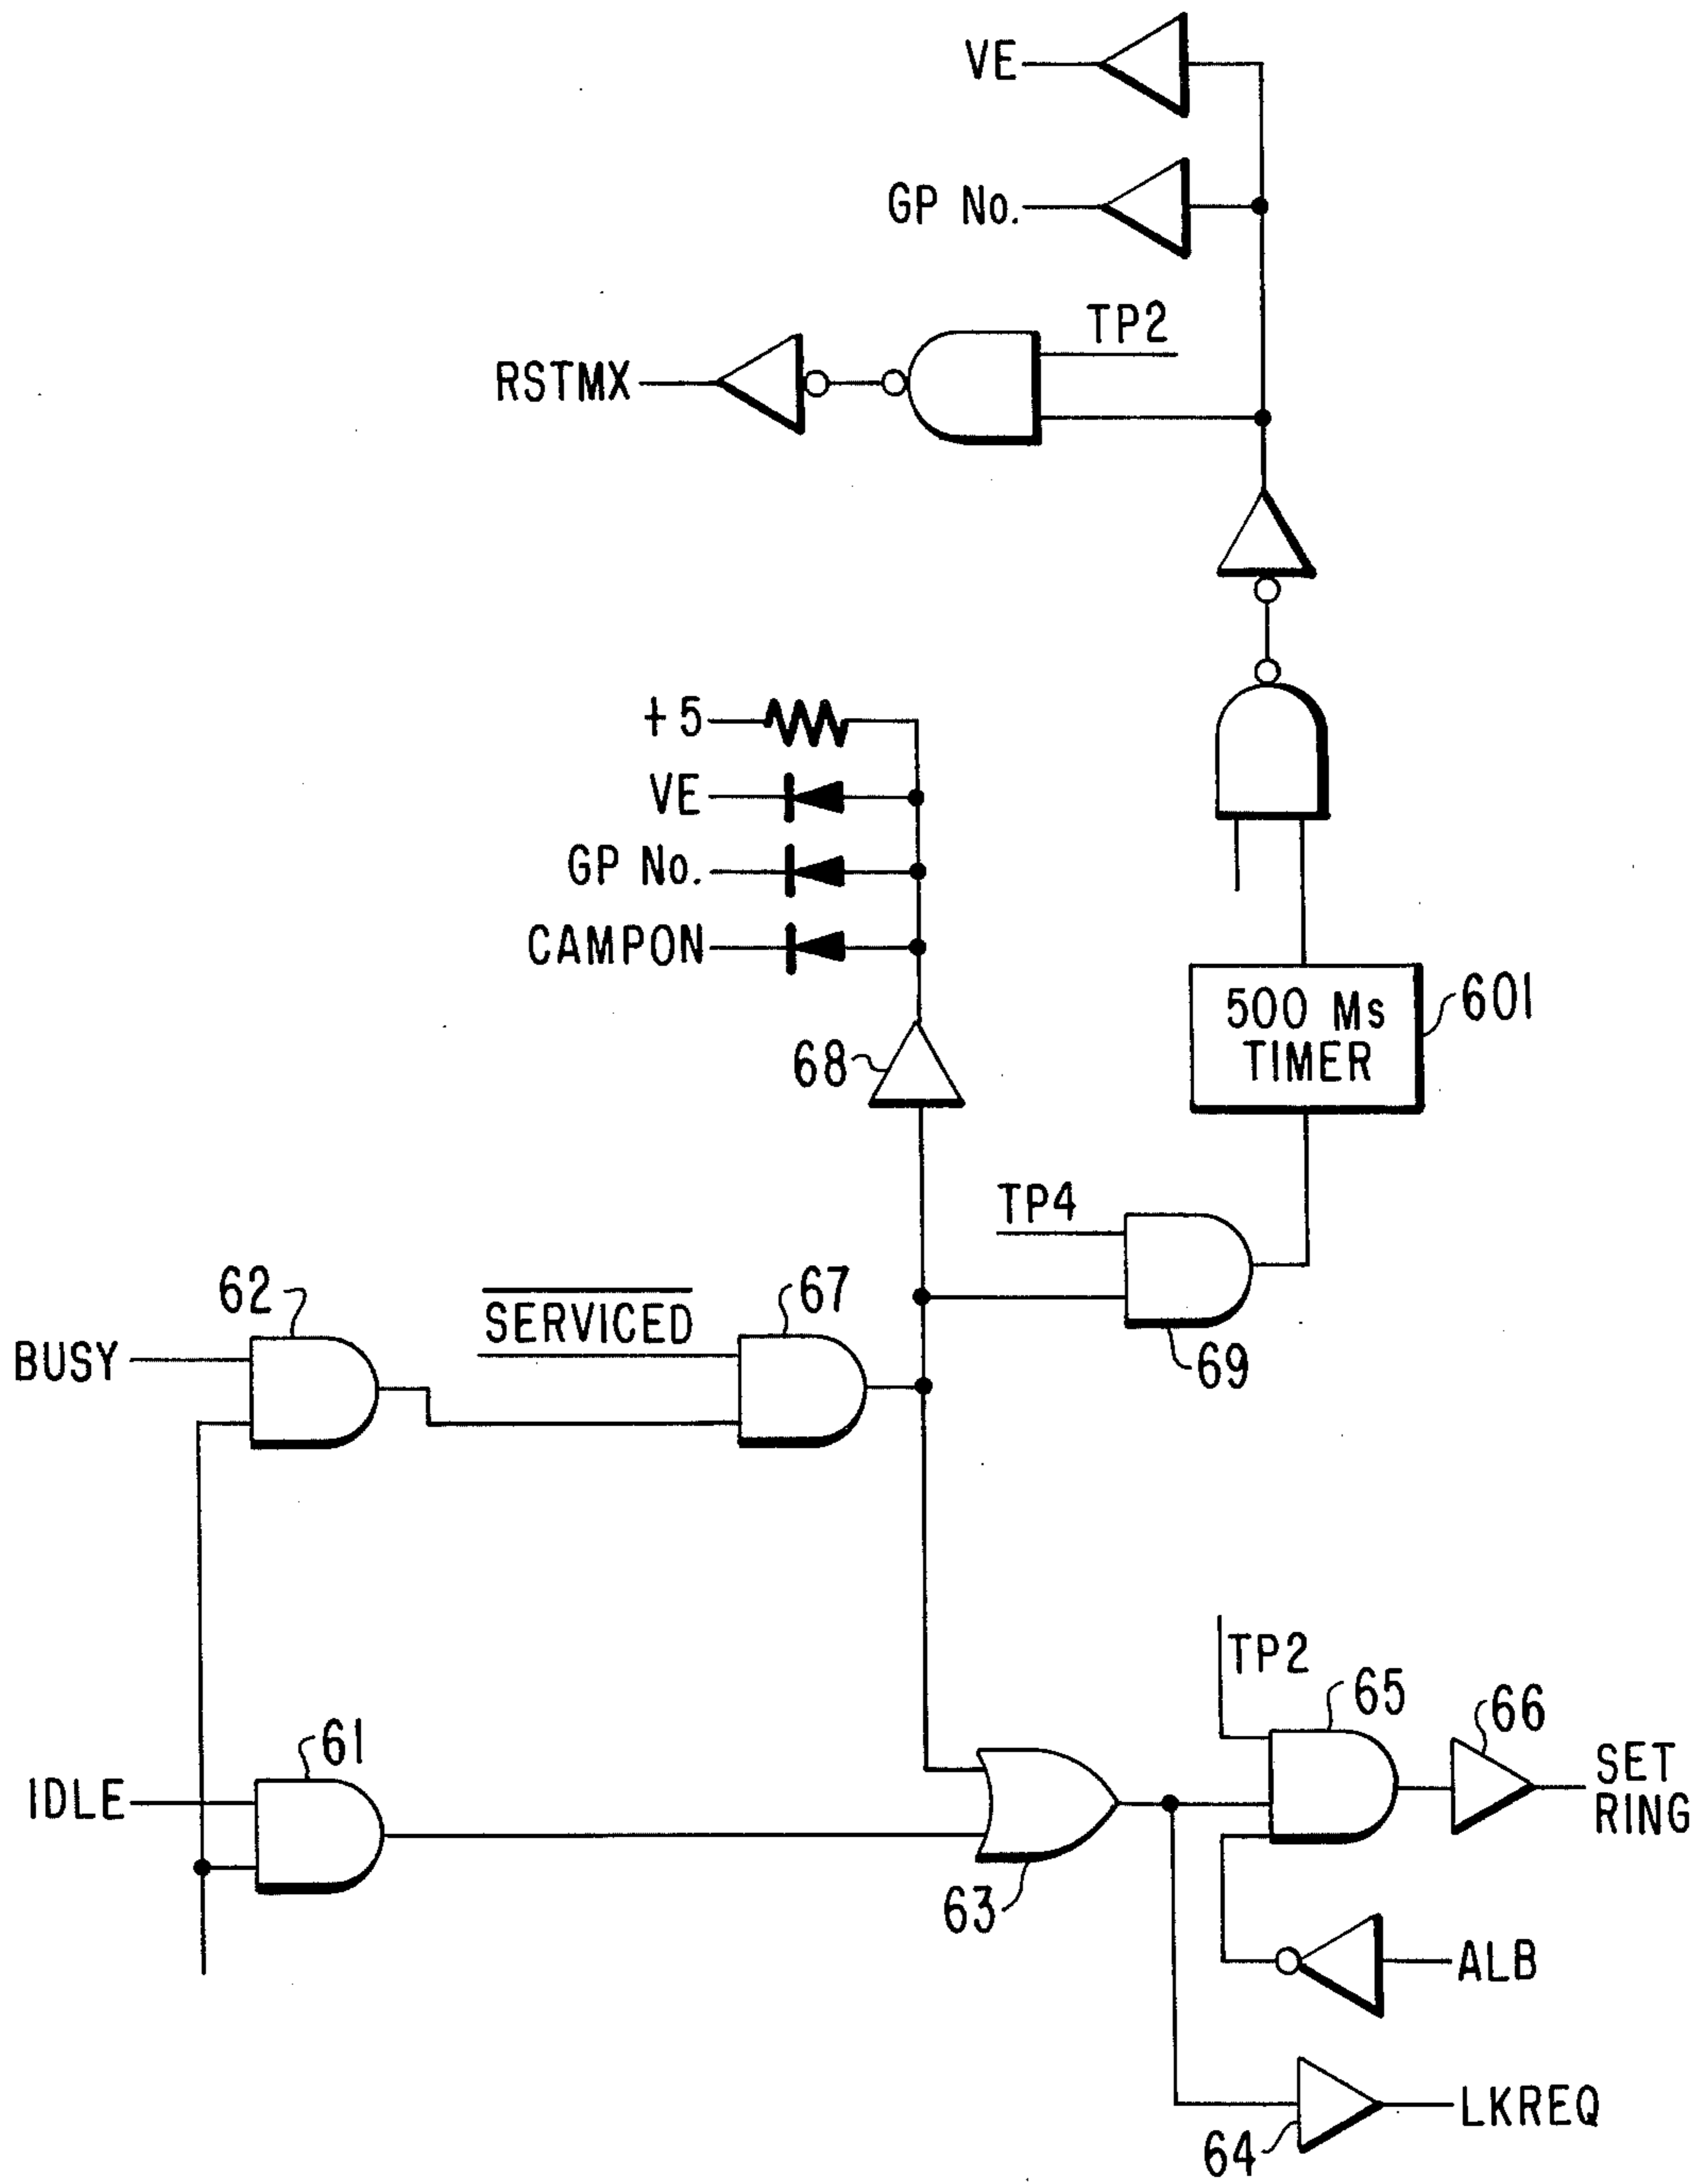 VE
GP No.
TP2
RSTMX
+5
VE
GP No.
CAMPON
500 Ms
TIMER
601
68
TP4
69
62
SERVICED
67
BUSY
TP2
65
66
SET
RING
61
IDLE
63
ALB
LKREQ
64